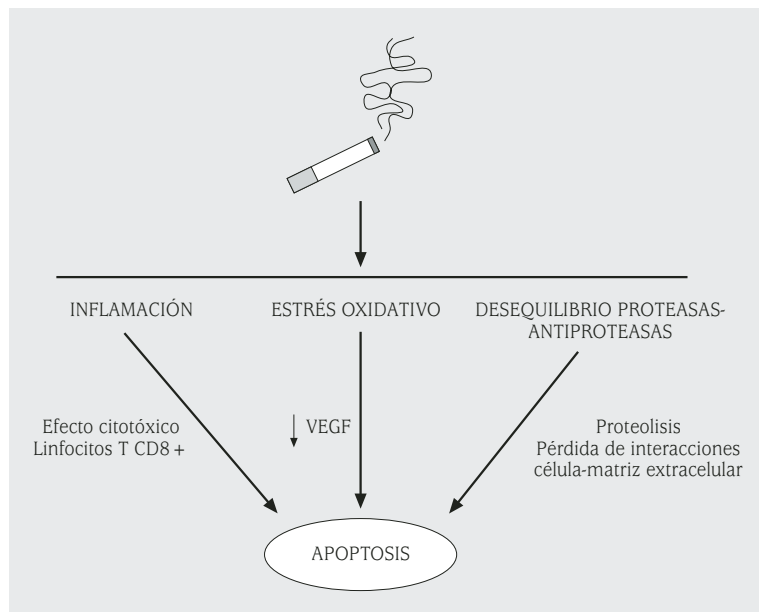 INFLAMACIÓN
ESTRÉS OXIDATIVO
DESEQUILIBRIO PROTEASAS-
ANTIPROTEASAS
Efecto citotóxico
Linfocitos T CD8 +
↓ VEGF
Proteolisis
Pérdida de interacciones
célula-matriz extracelular
APOPTOSIS